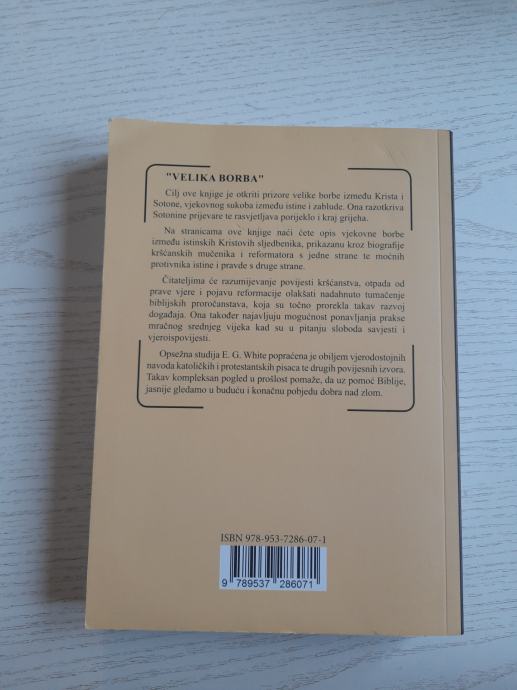 "VELIKA BORBA"
Cilj ove knjige je otkriti prizore velike borbe između Krista i
Sotone, vjekovnog sukoba između istine i zablude. Ona razotkriva
Sotonine prijevare te rasvjetljava porijeklo i kraj grijeha.
Na stranicama ove knjige naći ćete opis vjekovne borbe
između istinskih Kristovih sljedbenika, prikazanu kroz biografije
kršćanskih mučenika i reformatora s jedne strane te moćnih
protivnika istine i pravde s druge strane.
Čitateljima će razumijevanje povijesti kršćanstva, otpada od
prave vjere i pojavu reformacije olakšati nadahnuto tumačenje
biblijskih proročanstava, koja su točno prorekla takav razvoj
događaja. Ona također najavljuju mogućnost ponavljanja prakse
mračnog srednjeg vijeka kad su u pitanju sloboda savjesti i
vjeroispovijesti.
Opsežna studija E. G. White popraćena je obiljem vjerodostojnih
navoda katoličkih i protestantskih pisaca te drugih povijesnih izvora.
Takav kompleksan pogled u prošlost pomaže, da uz pomoć Biblije,
jasnije gledamo u buduću i konačnu pobjedu dobra nad zlom.
ISBN 978-953-7286-07-1
9 789537 286071